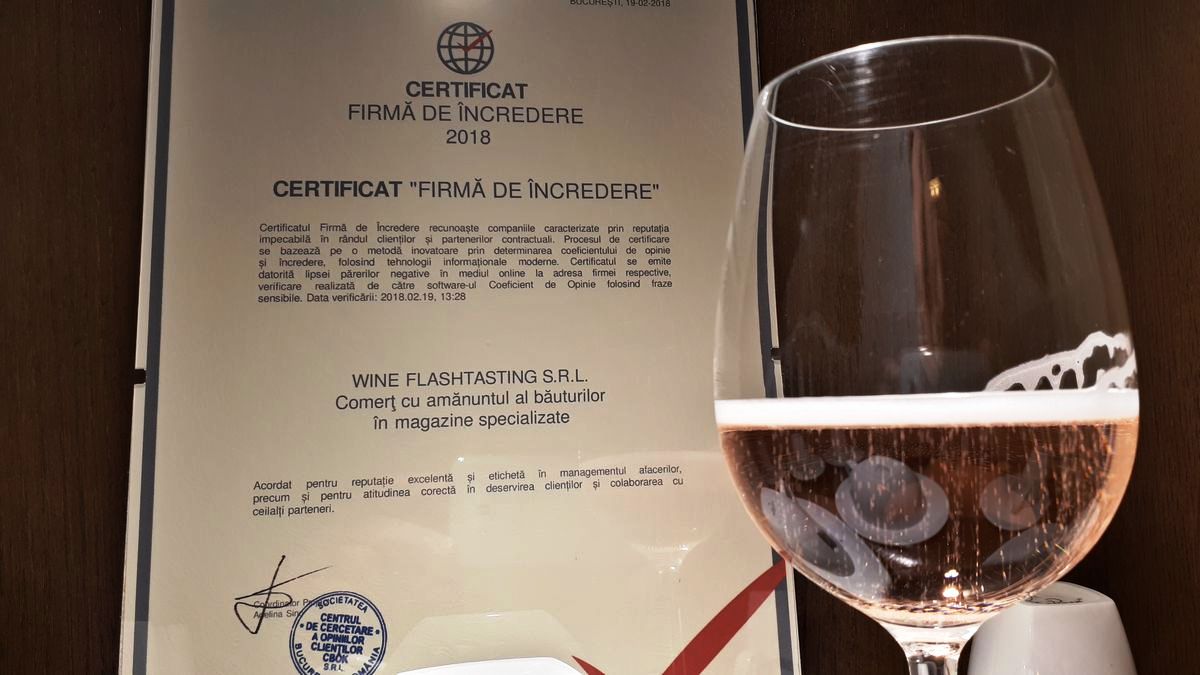 BUCUREȘTI, 19-02-2018
CERTIFICAT
FIRMĂ DE ÎNCREDERE
2018
CERTIFICAT "FIRMĂ DE ÎNCREDERE"
Certificatul Firmă de Încredere recunoaște companiile caracterizate prin reputația
impecabilă în rândul clienților și partenerilor contractuali. Procesul de certificare
se bazează pe o metodă inovatoare prin determinarea coeficientului de opinie
și încredere, folosind tehnologii informaționale moderne. Certificatul se emite
datorită lipsei părerilor negative în mediul online la adresa firmei respective,
verificare realizată de către software-ul Coeficient de Opinie folosind fraze
sensibile. Data verificării: 2018.02.19, 13:28
WINE FLASHTASTING S.R.L.
Comerţ cu amănuntul al băuturilor
în magazine specializate
Acordat pentru reputație excelentă și etichetă în managementul afacerilor,
precum și pentru atitudinea corectă în deservirea clienților și colaborarea cu
ceilalți parteneri.
Coordinator
SOCIETATEA
CENTRUL
DE CERCETARE
A OPINIILOR
CLIENȚILOR
CBOK
S.R.L.